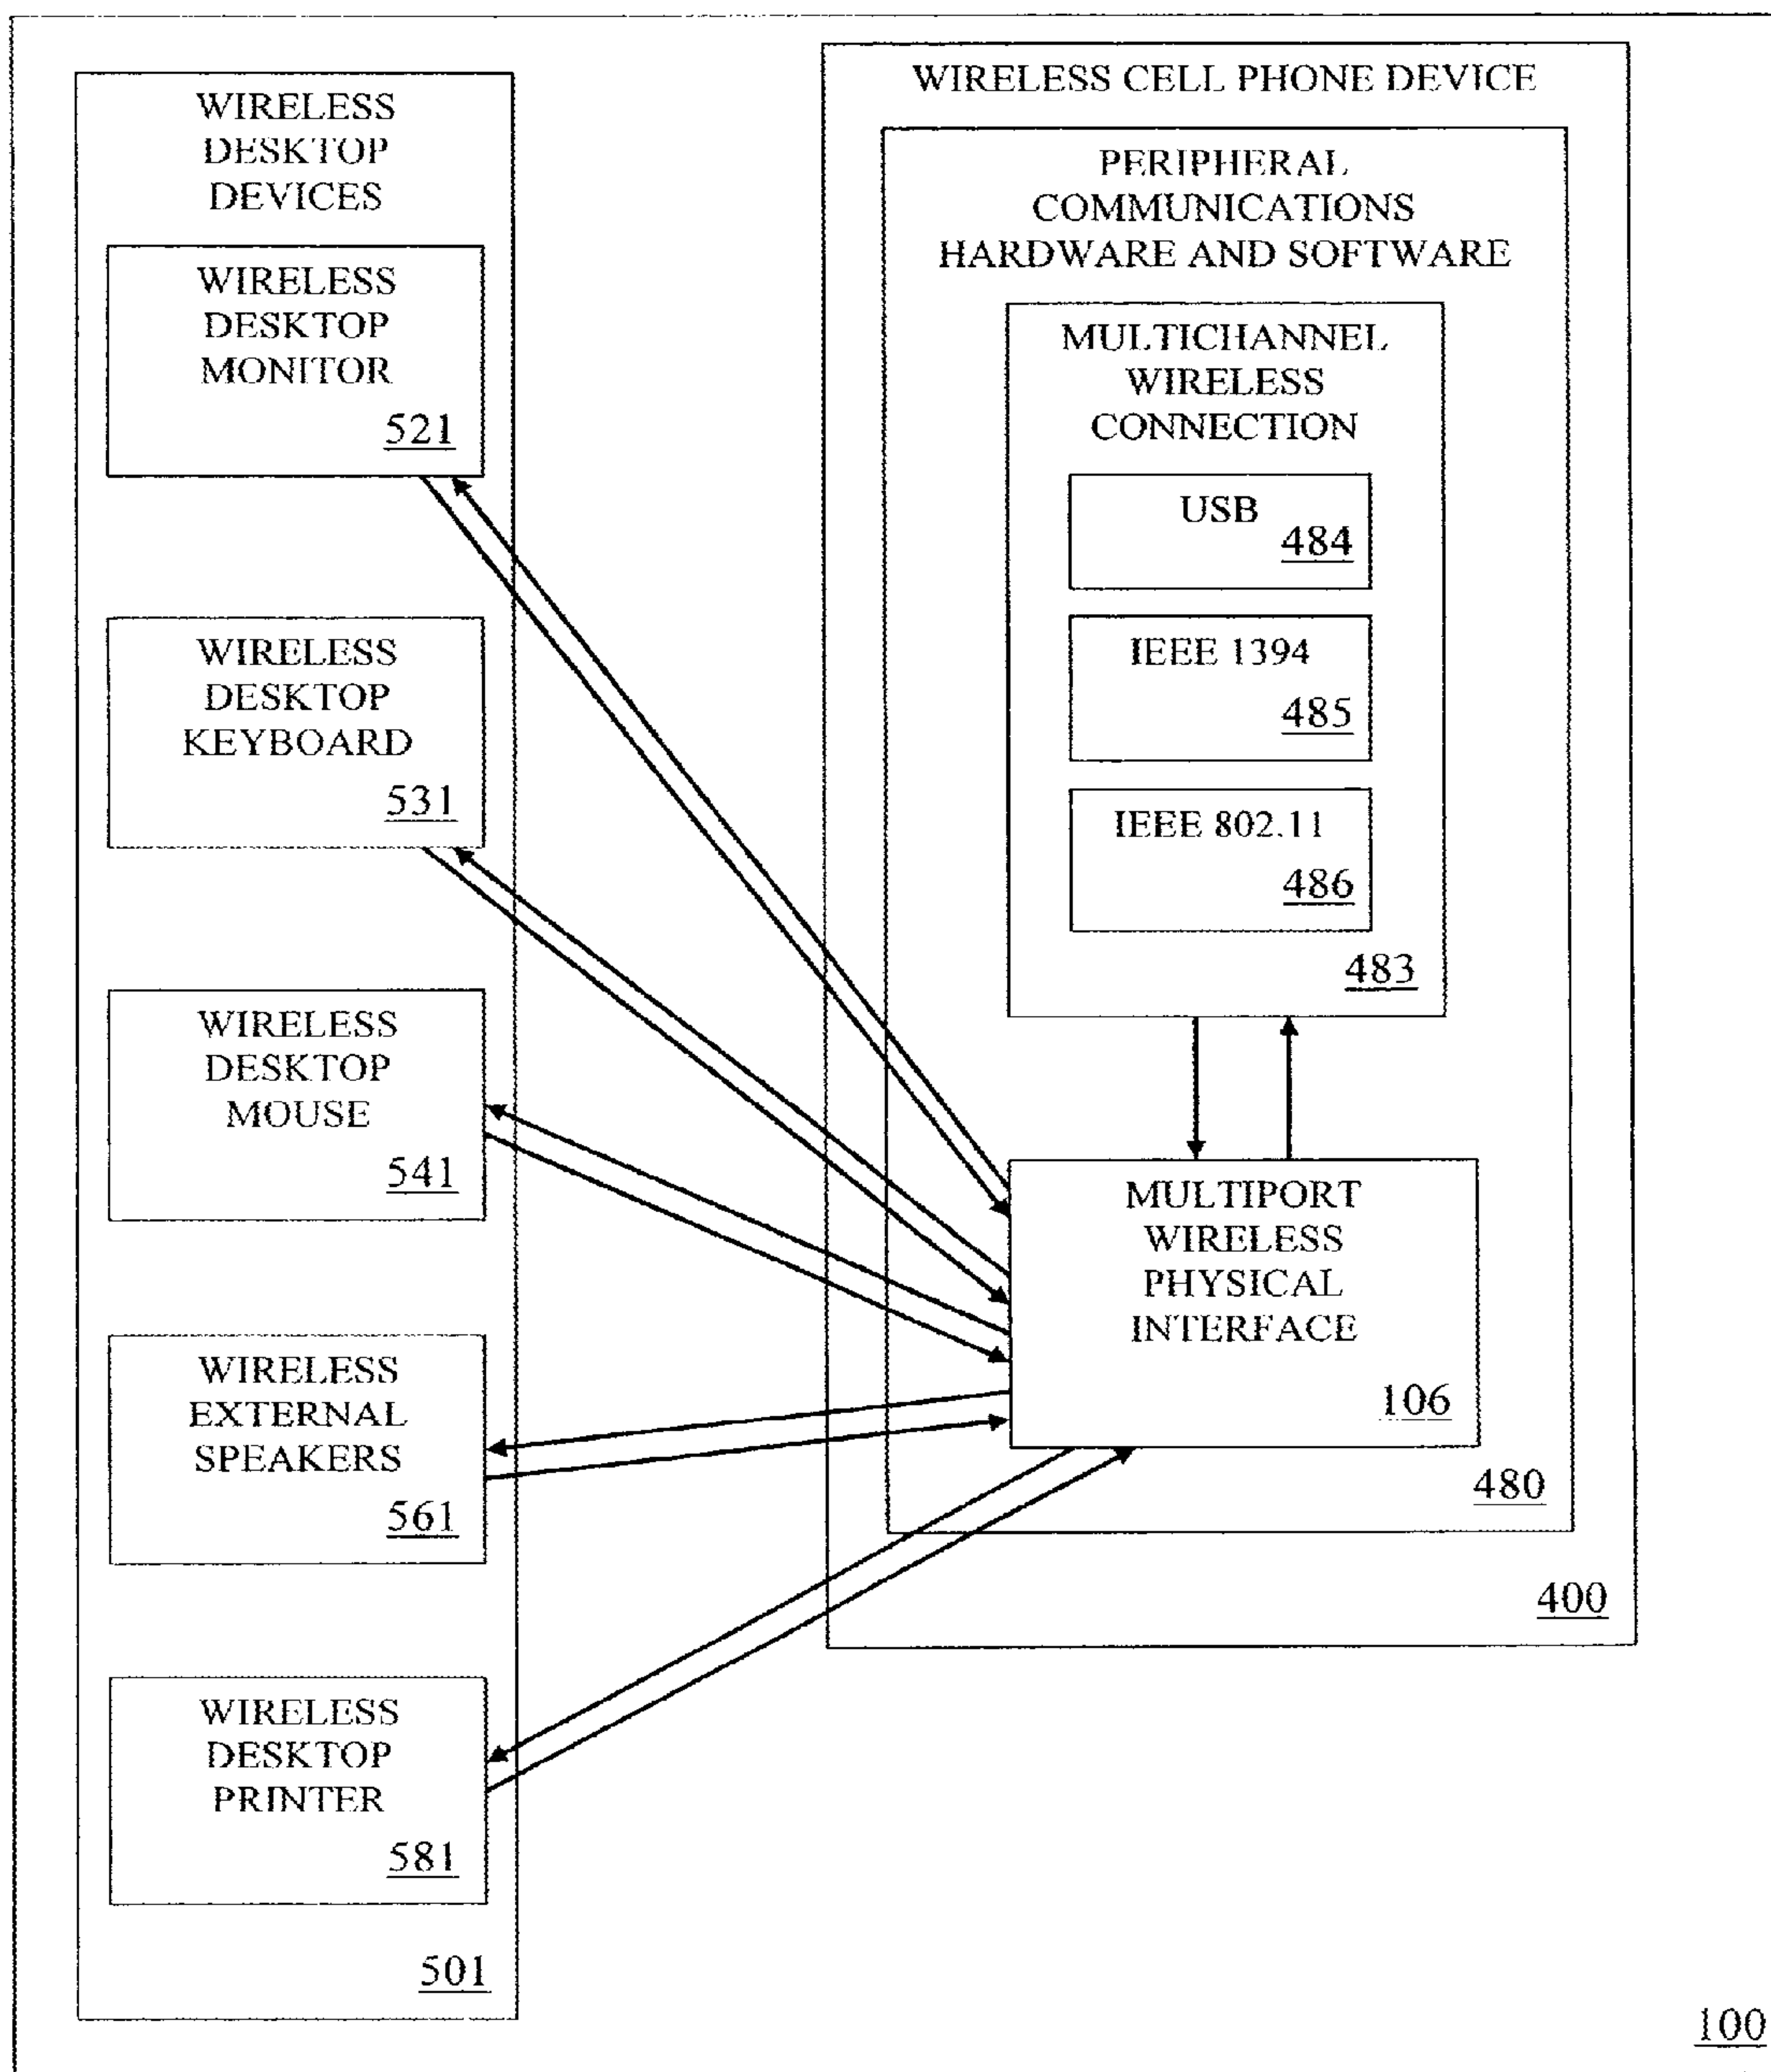 WIRELESS
DESKTOP
DEVICES
WIRELESS
DESKTOP
MONITOR
521
WIRELESS
DESKTOP
KEYBOARD
531
WIRELESS
DESKTOP
MOUSE
541
WIRELESS
EXTERNAL
SPEAKERS
561
WIRELESS
DESKTOP
PRINTER
581
501
WIRELESS CELL PHONE DEVICE
PERIPHERAL
COMMUNICATIONS
HARDWARE AND SOFTWARE
MULTICHANNEL
WIRELESS
CONNECTION
USB
484
IEEE 1394
485
IEEE 802.11
486
483
MULTIPORT
WIRELESS
PHYSICAL
INTERFACE
106
480
400
100